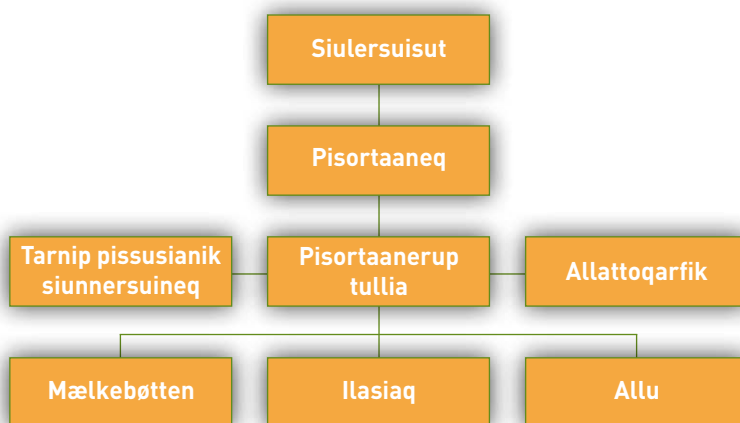 Siulersuisut
Pisortaaneq
Tarnip pissusianik
siunnersuineq
Pisortaanerup
tullia
Allattoqarfik
Mælkebøtten
Ilasiaq
Allu